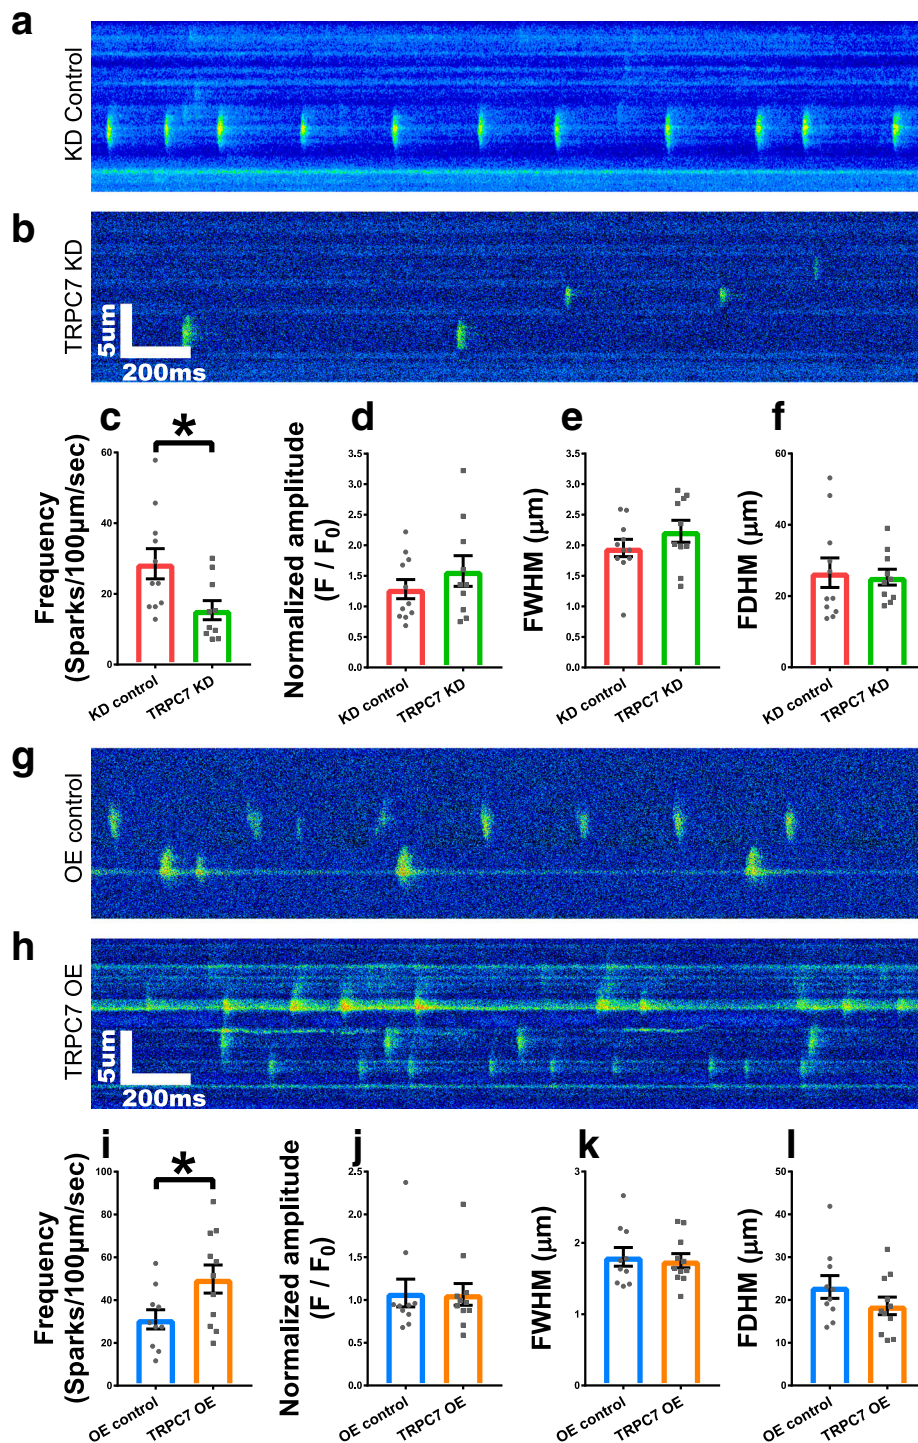 a
KD Control
b
TRPC7 KD
5um
200ms
c
*
Frequency
(Sparks/100μm/sec)
60
40
20
0
KD control
TRPC7 KD
d
Normalized amplitude
(F / F0)
3.5
3.0
2.5
2.0
1.5
1.0
0.5
0.0
KD control
TRPC7 KD
e
FWHM (μm)
3.5
3.0
2.5
2.0
1.5
1.0
0.5
0.0
KD control
TRPC7 KD
f
FDHM (μm)
60
40
20
0
KD control
TRPC7 KD
g
OE control
h
TRPC7 OE
5um
200ms
i
*
Frequency
(Sparks/100μm/sec)
100
80
60
40
20
0
OE control
TRPC7 OE
j
Normalized amplitude
(F / F0)
2.5
2.0
1.5
1.0
0.5
0.0
OE control
TRPC7 OE
k
FWHM (μm)
3
2
1
0
OE control
TRPC7 OE
l
FDHM (μm)
50
40
30
20
10
0
OE control
TRPC7 OE